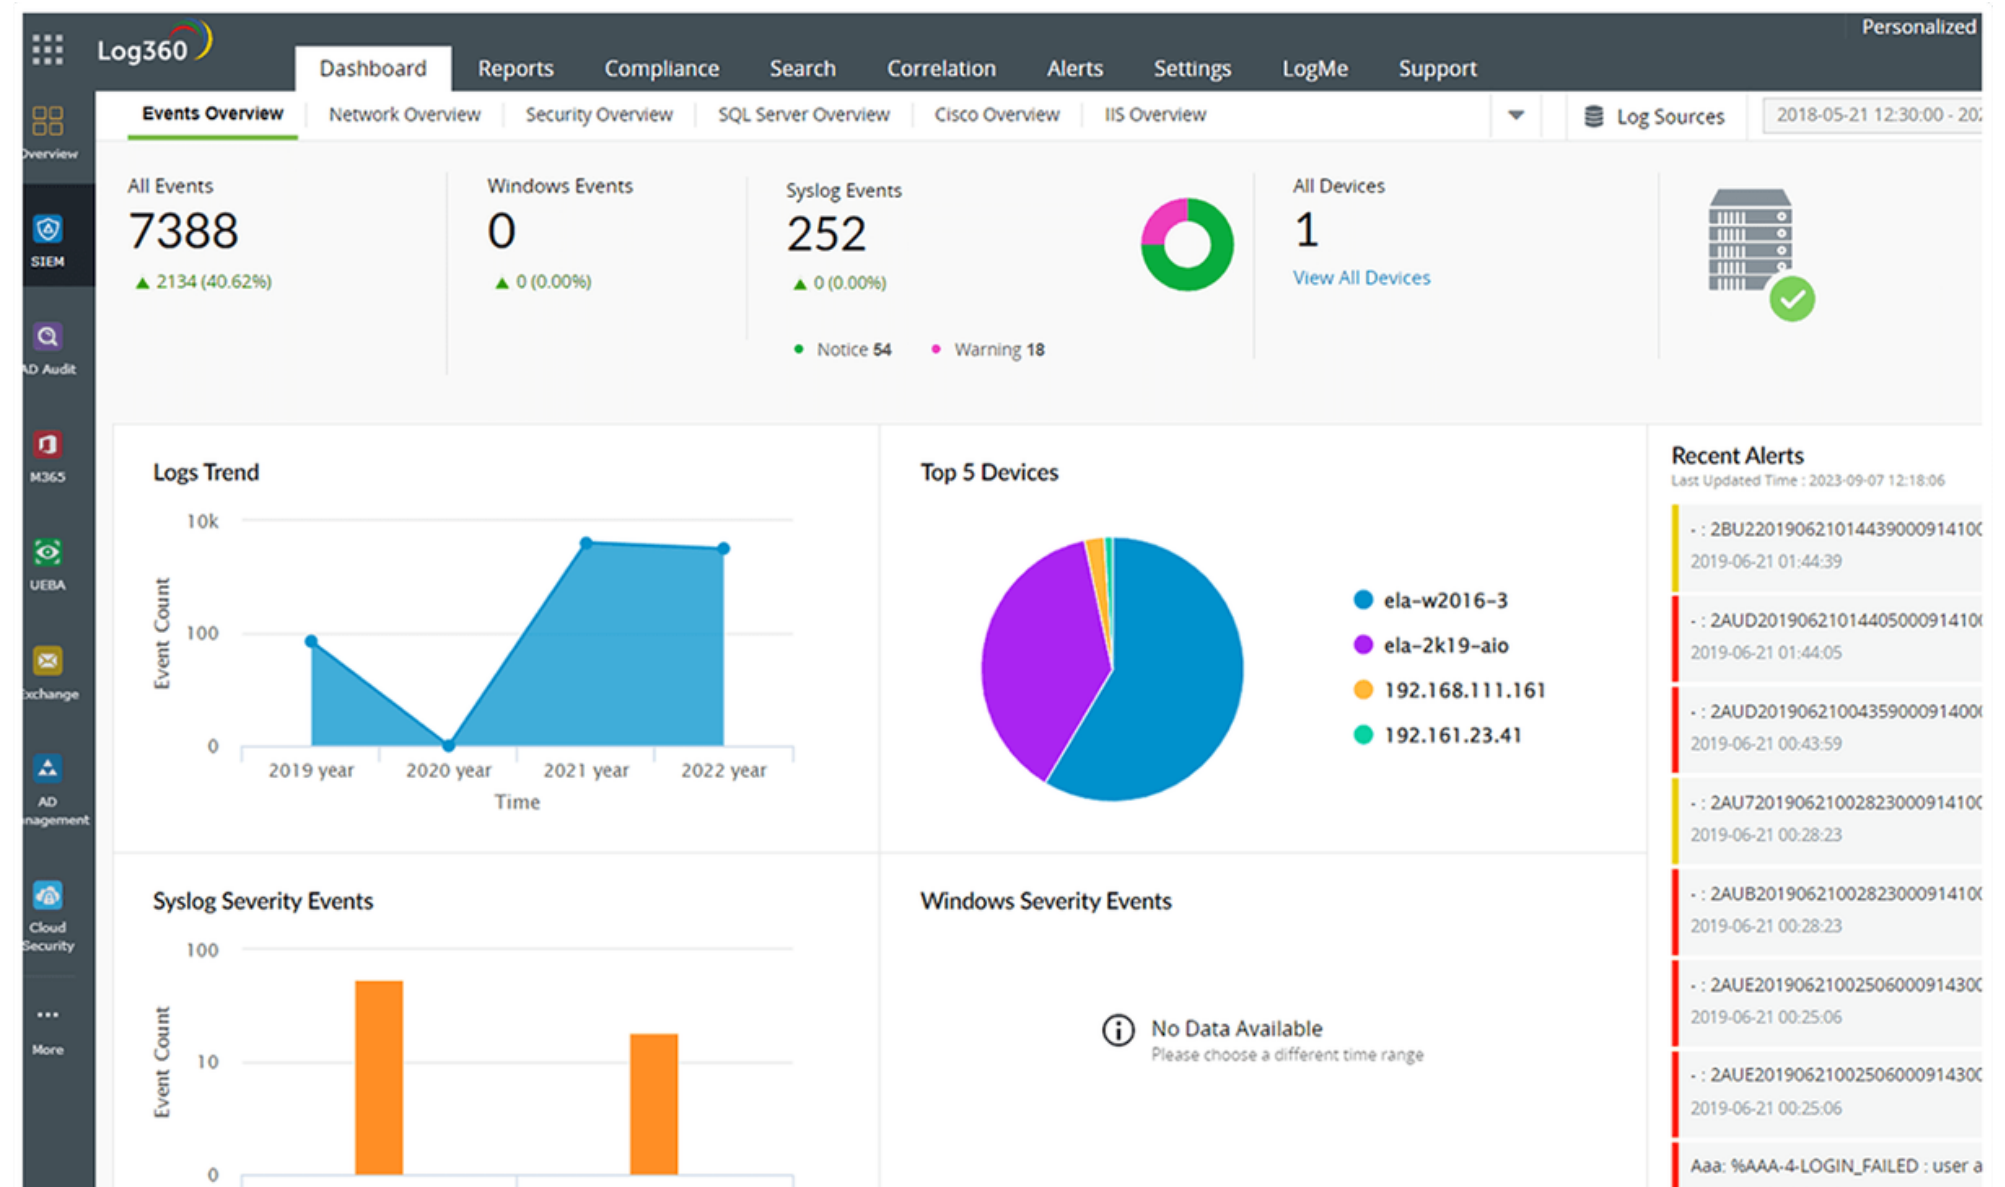 Personalized
Log360
Dashboard Reports Compliance Search Correlation Alerts Settings LogMe Support
Events Overview Network Overview Security Overview SQL Server Overview Cisco Overview IIS Overview Log Sources 2018-05-21 12:30:00 - 202
Overview
SIEM
AD Audit
M365
UEBA
Exchange
AD
nagement
Cloud
Security
More
All Events
7388
2134 (40.62%)
Windows Events
0
0 (0.00%)
Syslog Events
252
0 (0.00%)
Notice 54 Warning 18
All Devices
1
View All Devices
Logs Trend
10k
100
0
Event Count
2019 year 2020 year 2021 year 2022 year
Time
Top 5 Devices
ela-w2016-3
ela-2k19-aio
192.168.111.161
192.161.23.41
Syslog Severity Events
100
10
0
Event Count
Windows Severity Events
No Data Available
Please choose a different time range
Recent Alerts
Last Updated Time : 2023-09-07 12:18:06
- : 2BU22019062101443900091410
2019-06-21 01:44:39
- : 2AUD2019062101440500091410
2019-06-21 01:44:05
- : 2AUD2019062100435900091400
2019-06-21 00:43:59
- : 2AU72019062100282300091410
2019-06-21 00:28:23
- : 2AUB2019062100282300091410
2019-06-21 00:28:23
- : 2AUE2019062100250600091430
2019-06-21 00:25:06
- : 2AUE2019062100250600091430
2019-06-21 00:25:06
Aaa: %AAA-4-LOGIN_FAILED : user a